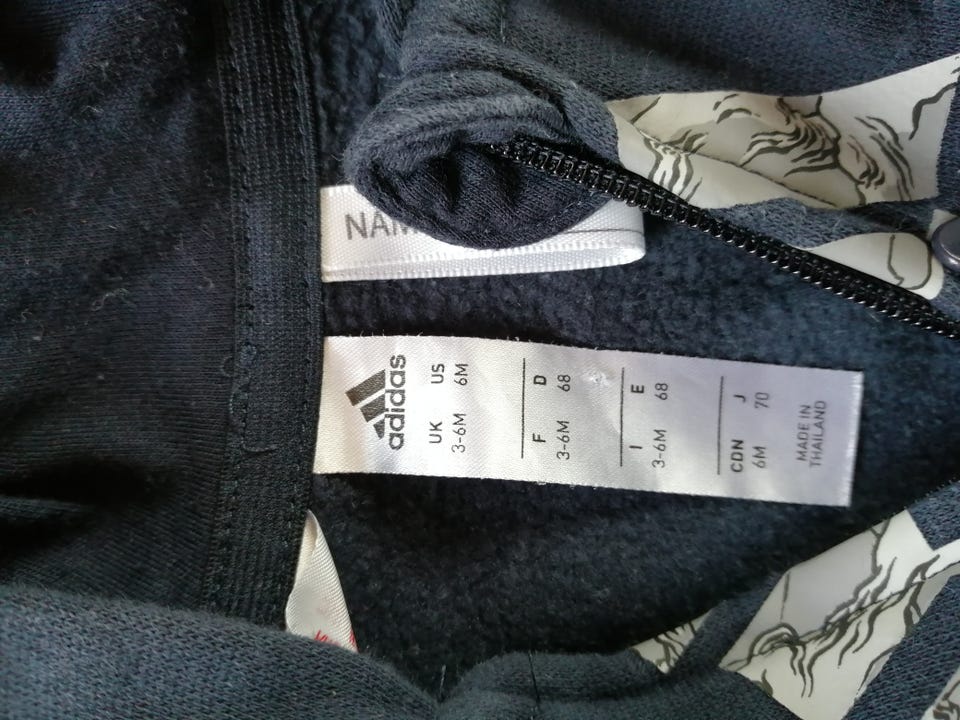 NAM
adidas
UK US
3-6M 6M
F D
3-6M 68
I E
3-6M 68
CDN J
6M 70
MADE IN
THAILAND